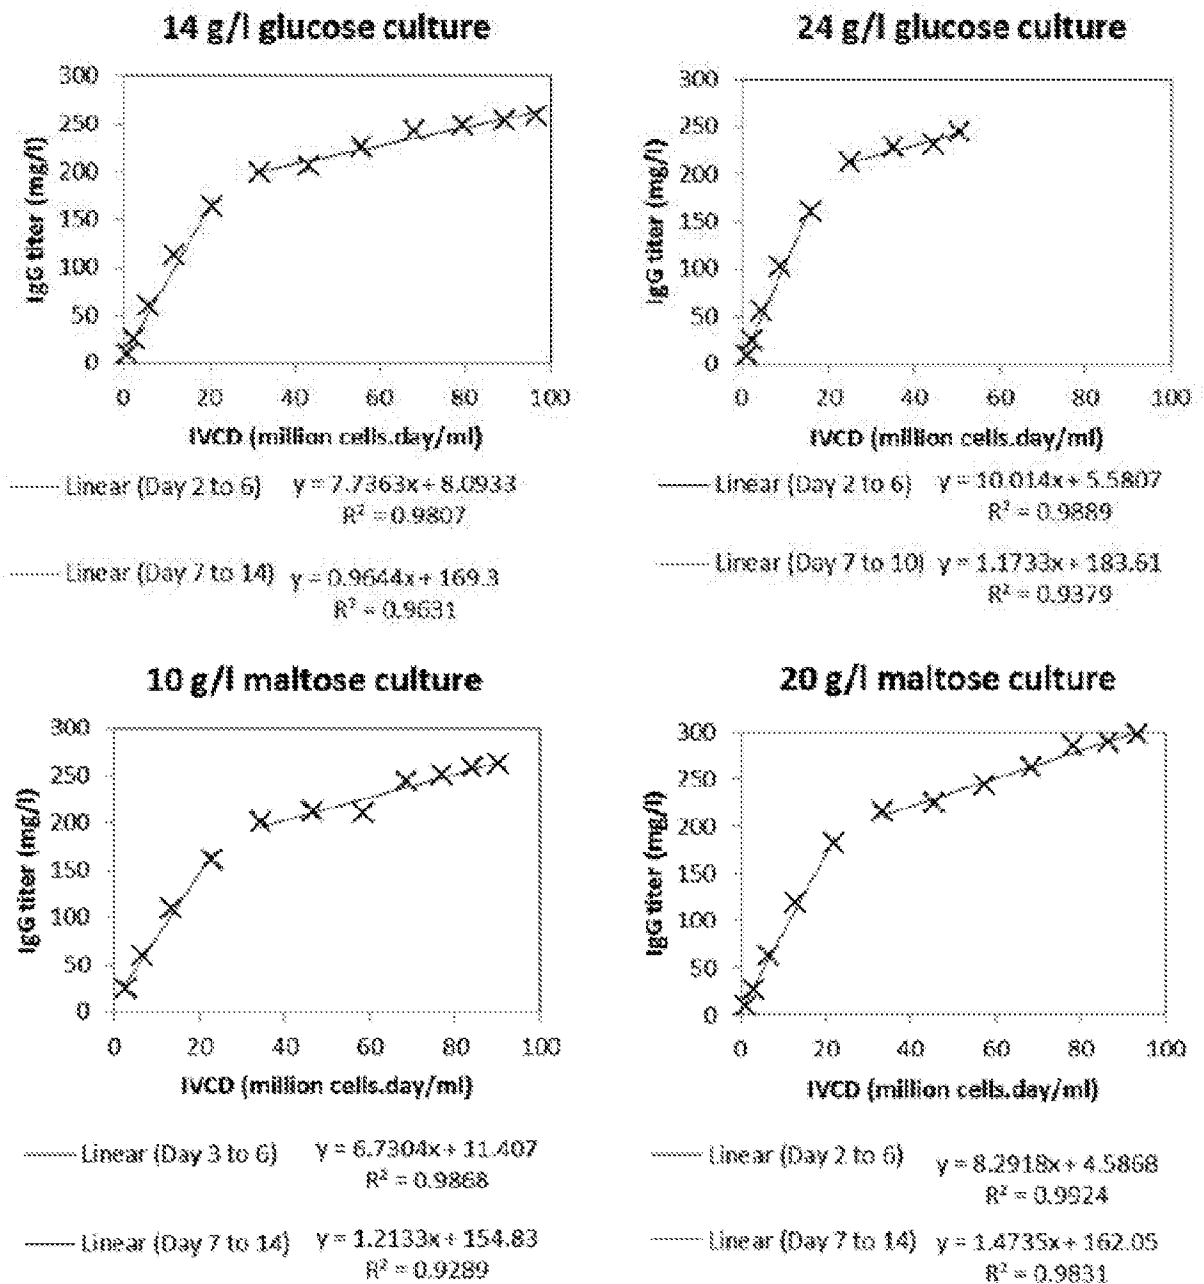 14 g/l glucose culture
300
250
200
150
100
50
0
IgG titer (mg/l)
0 20 40 60 80 100
IVCD (million cells.day/ml)
Linear (Day 2 to 6) y = 7.7363x + 8.0933
R² = 0.9807
Linear (Day 7 to 14) y = 0.9644x + 169.3
R² = 0.9631
24 g/l glucose culture
300
250
200
150
100
50
0
IgG titer (mg/l)
0 20 40 60 80 100
IVCD (million cells.day/ml)
Linear (Day 2 to 6) y = 10.014x + 5.5807
R² = 0.9889
Linear (Day 7 to 10) y = 1.1733x + 183.61
R² = 0.9379
10 g/l maltose culture
300
250
200
150
100
50
0
IgG titer (mg/l)
0 20 40 60 80 100
IVCD (million cells.day/ml)
Linear (Day 3 to 6) y = 6.7304x + 11.407
R² = 0.9868
Linear (Day 7 to 14) y = 1.2133x + 154.83
R² = 0.9289
20 g/l maltose culture
300
250
200
150
100
50
0
IgG titer (mg/l)
0 20 40 60 80 100
IVCD (million cells.day/ml)
Linear (Day 2 to 6) y = 8.2918x + 4.5868
R² = 0.9924
Linear (Day 7 to 14) y = 1.4735x + 162.05
R² = 0.9831